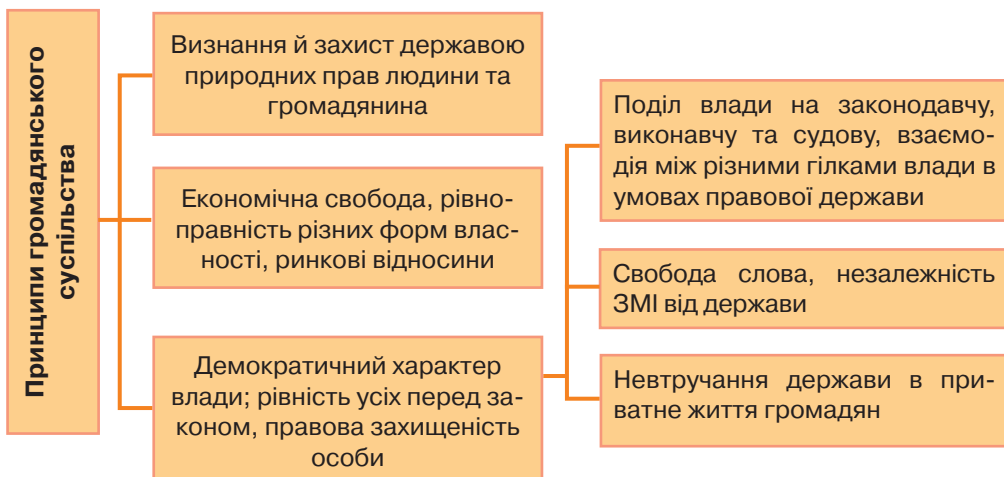 Принципи громадянського
суспільства
Визнання й захист державою
природних прав людини та
громадянина
Економічна свобода, рівно-
правність різних форм влас-
ності, ринкові відносини
Демократичний характер
влади; рівність усіх перед за-
коном, правова захищеність
особи
Поділ влади на законодавчу,
виконавчу та судову, взаємо-
дія між різними гілками влади в
умовах правової держави
Свобода слова, незалежність
ЗМІ від держави
Невтручання держави в при-
ватне життя громадян